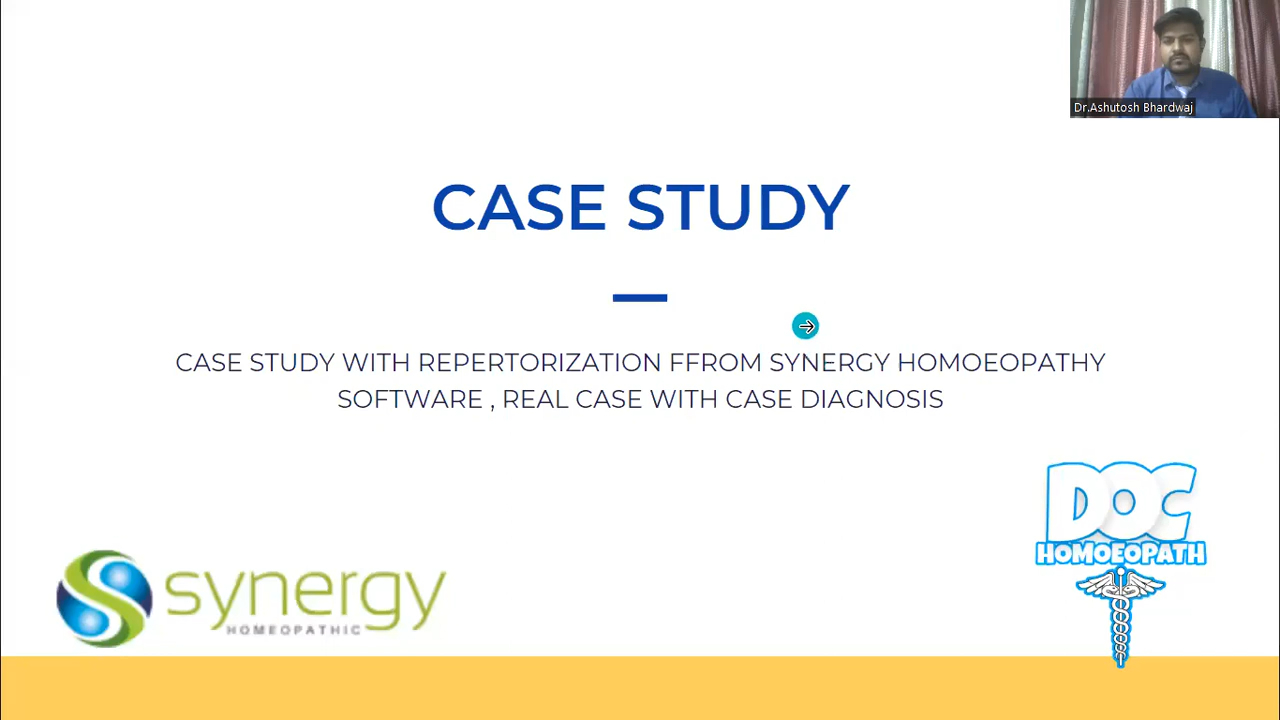 Dr.Ashutosh Bhardwaj
CASE STUDY
CASE STUDY WITH REPERTORIZATION FFROM SYNERGY HOMOEOPATHY
SOFTWARE , REAL CASE WITH CASE DIAGNOSIS
DOC
HOMOEOPATH
synergy
HOMEOPATHIC